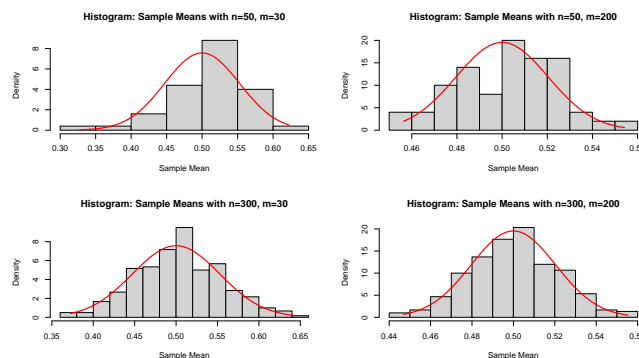 Histogram: Sample Means with n=50, m=30
Density
0 2 4 6 8
0.30 0.35 0.40 0.45 0.50 0.55 0.60 0.65
Sample Mean
Histogram: Sample Means with n=50, m=200
Density
0 5 10 15 20
0.46 0.48 0.50 0.52 0.54
Sample Mean
Histogram: Sample Means with n=300, m=30
Density
0 2 4 6 8
0.35 0.40 0.45 0.50 0.55 0.60 0.65
Sample Mean
Histogram: Sample Means with n=300, m=200
Density
0 5 10 15 20
0.44 0.46 0.48 0.50 0.52 0.54
Sample Mean